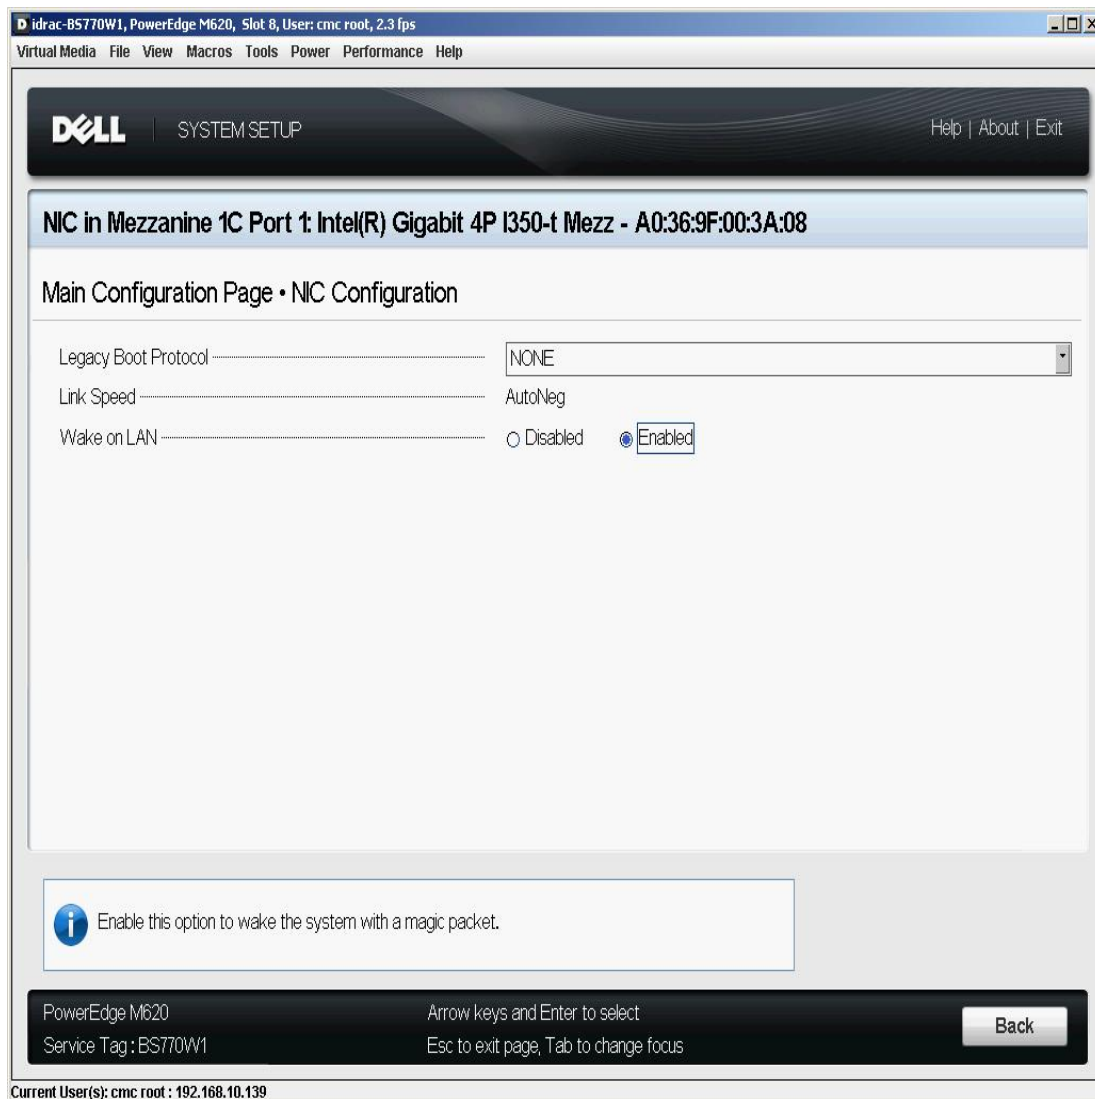 idrac-BS770W1, PowerEdge M620, Slot 8, User: cmc root, 2.3 fps
Virtual Media File View Macros Tools Power Performance Help
DELL SYSTEM SETUP Help | About | Exit
NIC in Mezzanine 1C Port 1: Intel(R) Gigabit 4P I350-t Mezz - A0:36:9F:00:3A:08
Main Configuration Page • NIC Configuration
Legacy Boot Protocol NONE
Link Speed AutoNeg
Wake on LAN Disabled Enabled
Enable this option to wake the system with a magic packet.
PowerEdge M620 Arrow keys and Enter to select
Service Tag : BS770W1 Esc to exit page, Tab to change focus
Back
Current User(s): cmc root : 192.168.10.139